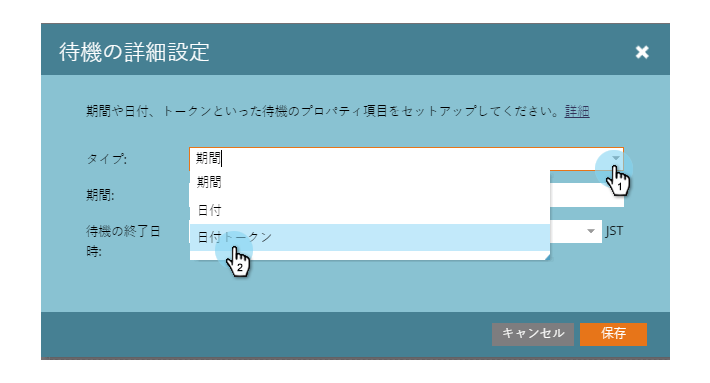 待機の詳細設定
期間や日付、トークンといった待機のプロパティ項目をセットアップしてください。詳細
タイプ: 期間
1
期間
期間:
日付
待機の終了日時: JST
日付トークン
2
キャンセル 保存